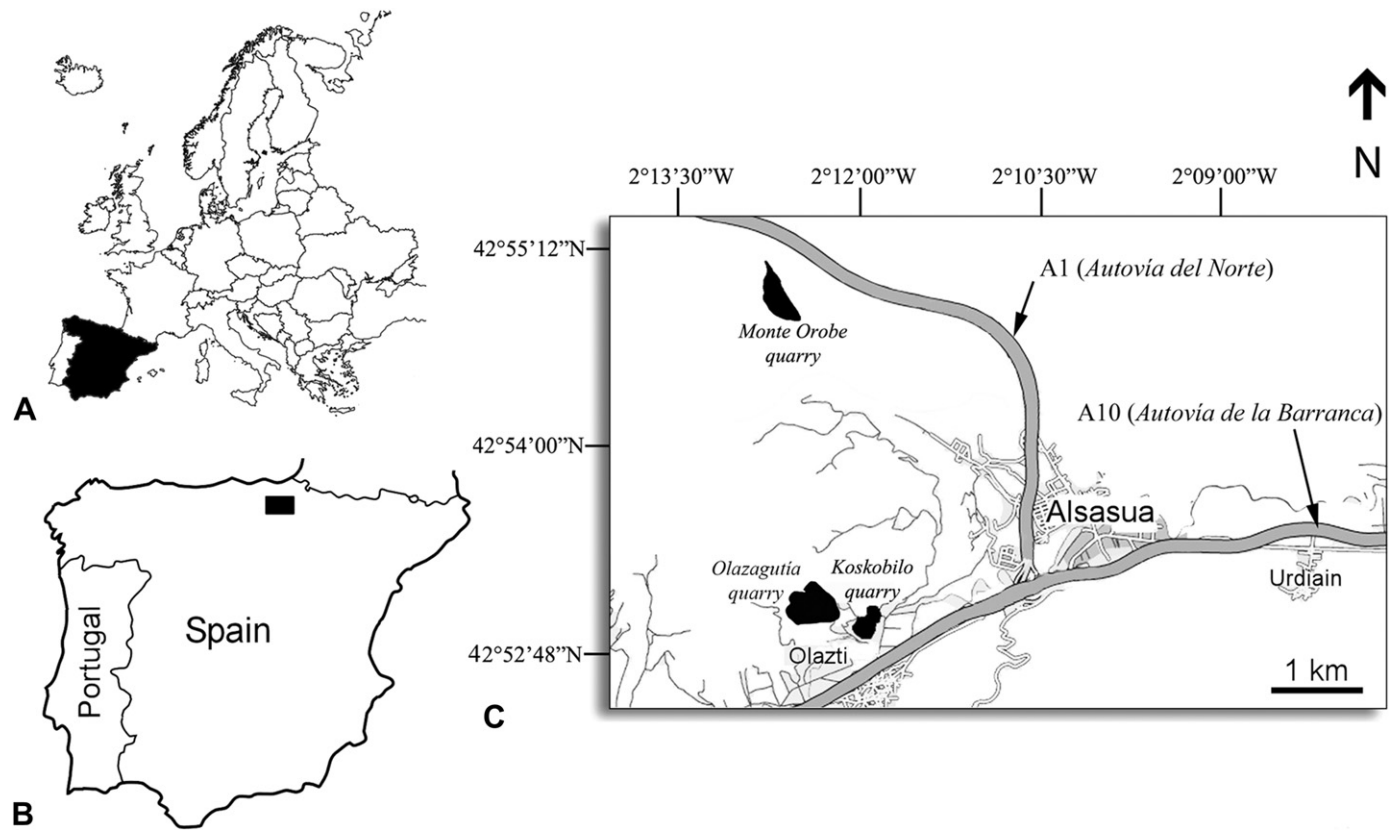 A
B
Portugal
Spain
C
N
2°13’30”W
2°12’00”W
2°10’30”W
2°09’00”W
42°55’12”N
42°54’00”N
42°52’48”N
A1 (Autovía del Norte)
Monte Orobe
quarry
A10 (Autovía de la Barranca)
Alsasua
Olazagutía
quarry
Koskobilo
quarry
Urdiain
Olazti
1 km